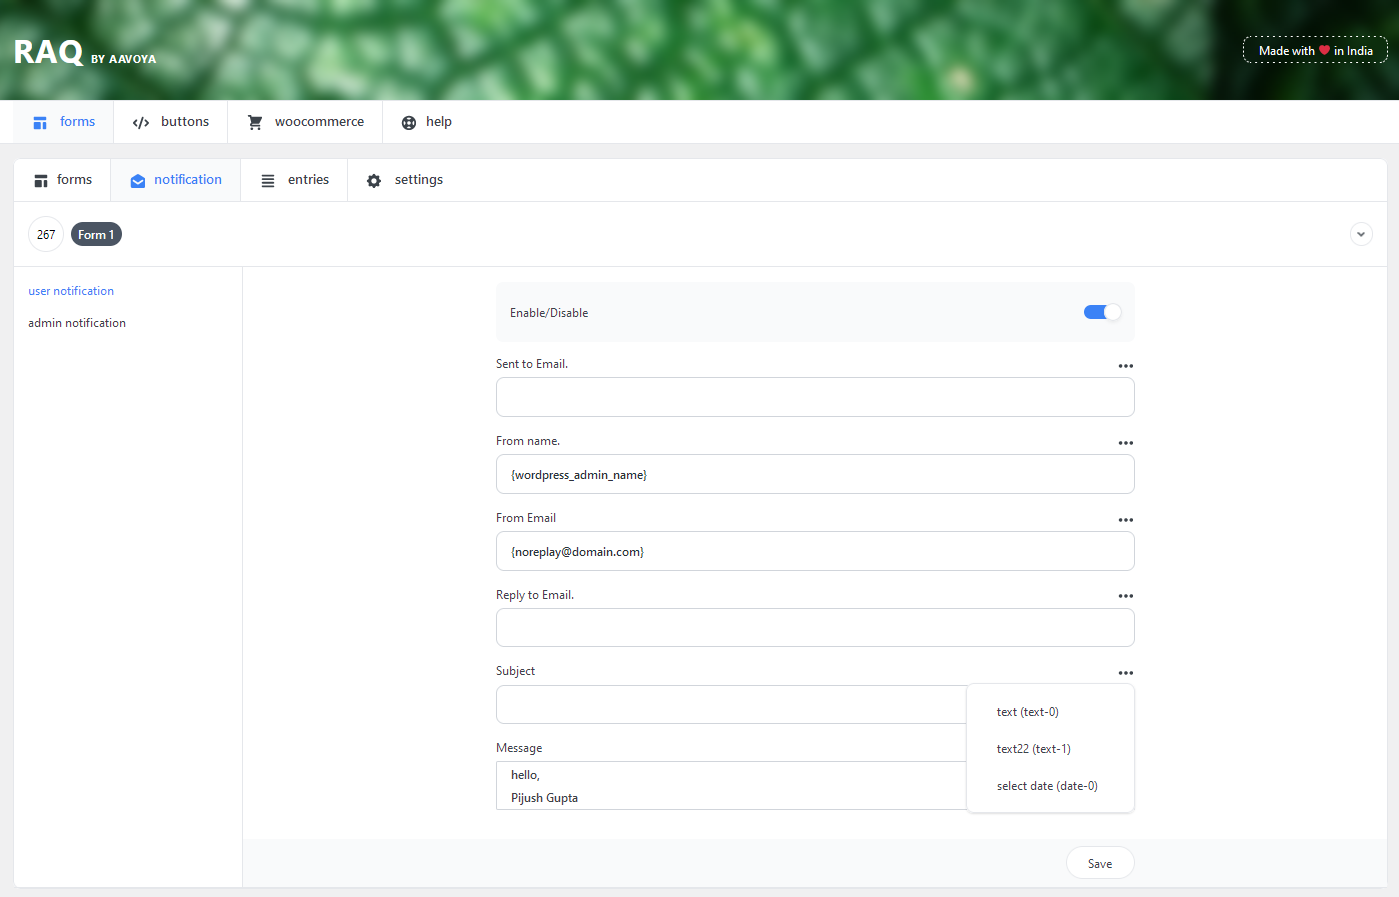 RAQ BY AAVOYA
Made with ❤ in India
forms buttons woocommerce help
forms notification entries settings
267 Form 1
user notification
admin notification
Enable/Disable
Sent to Email.
From name.
{wordpress_admin_name}
From Email
{noreplay@domain.com}
Reply to Email.
Subject
text (text-0)
text22 (text-1)
select date (date-0)
Message
hello,
Pijush Gupta
Save